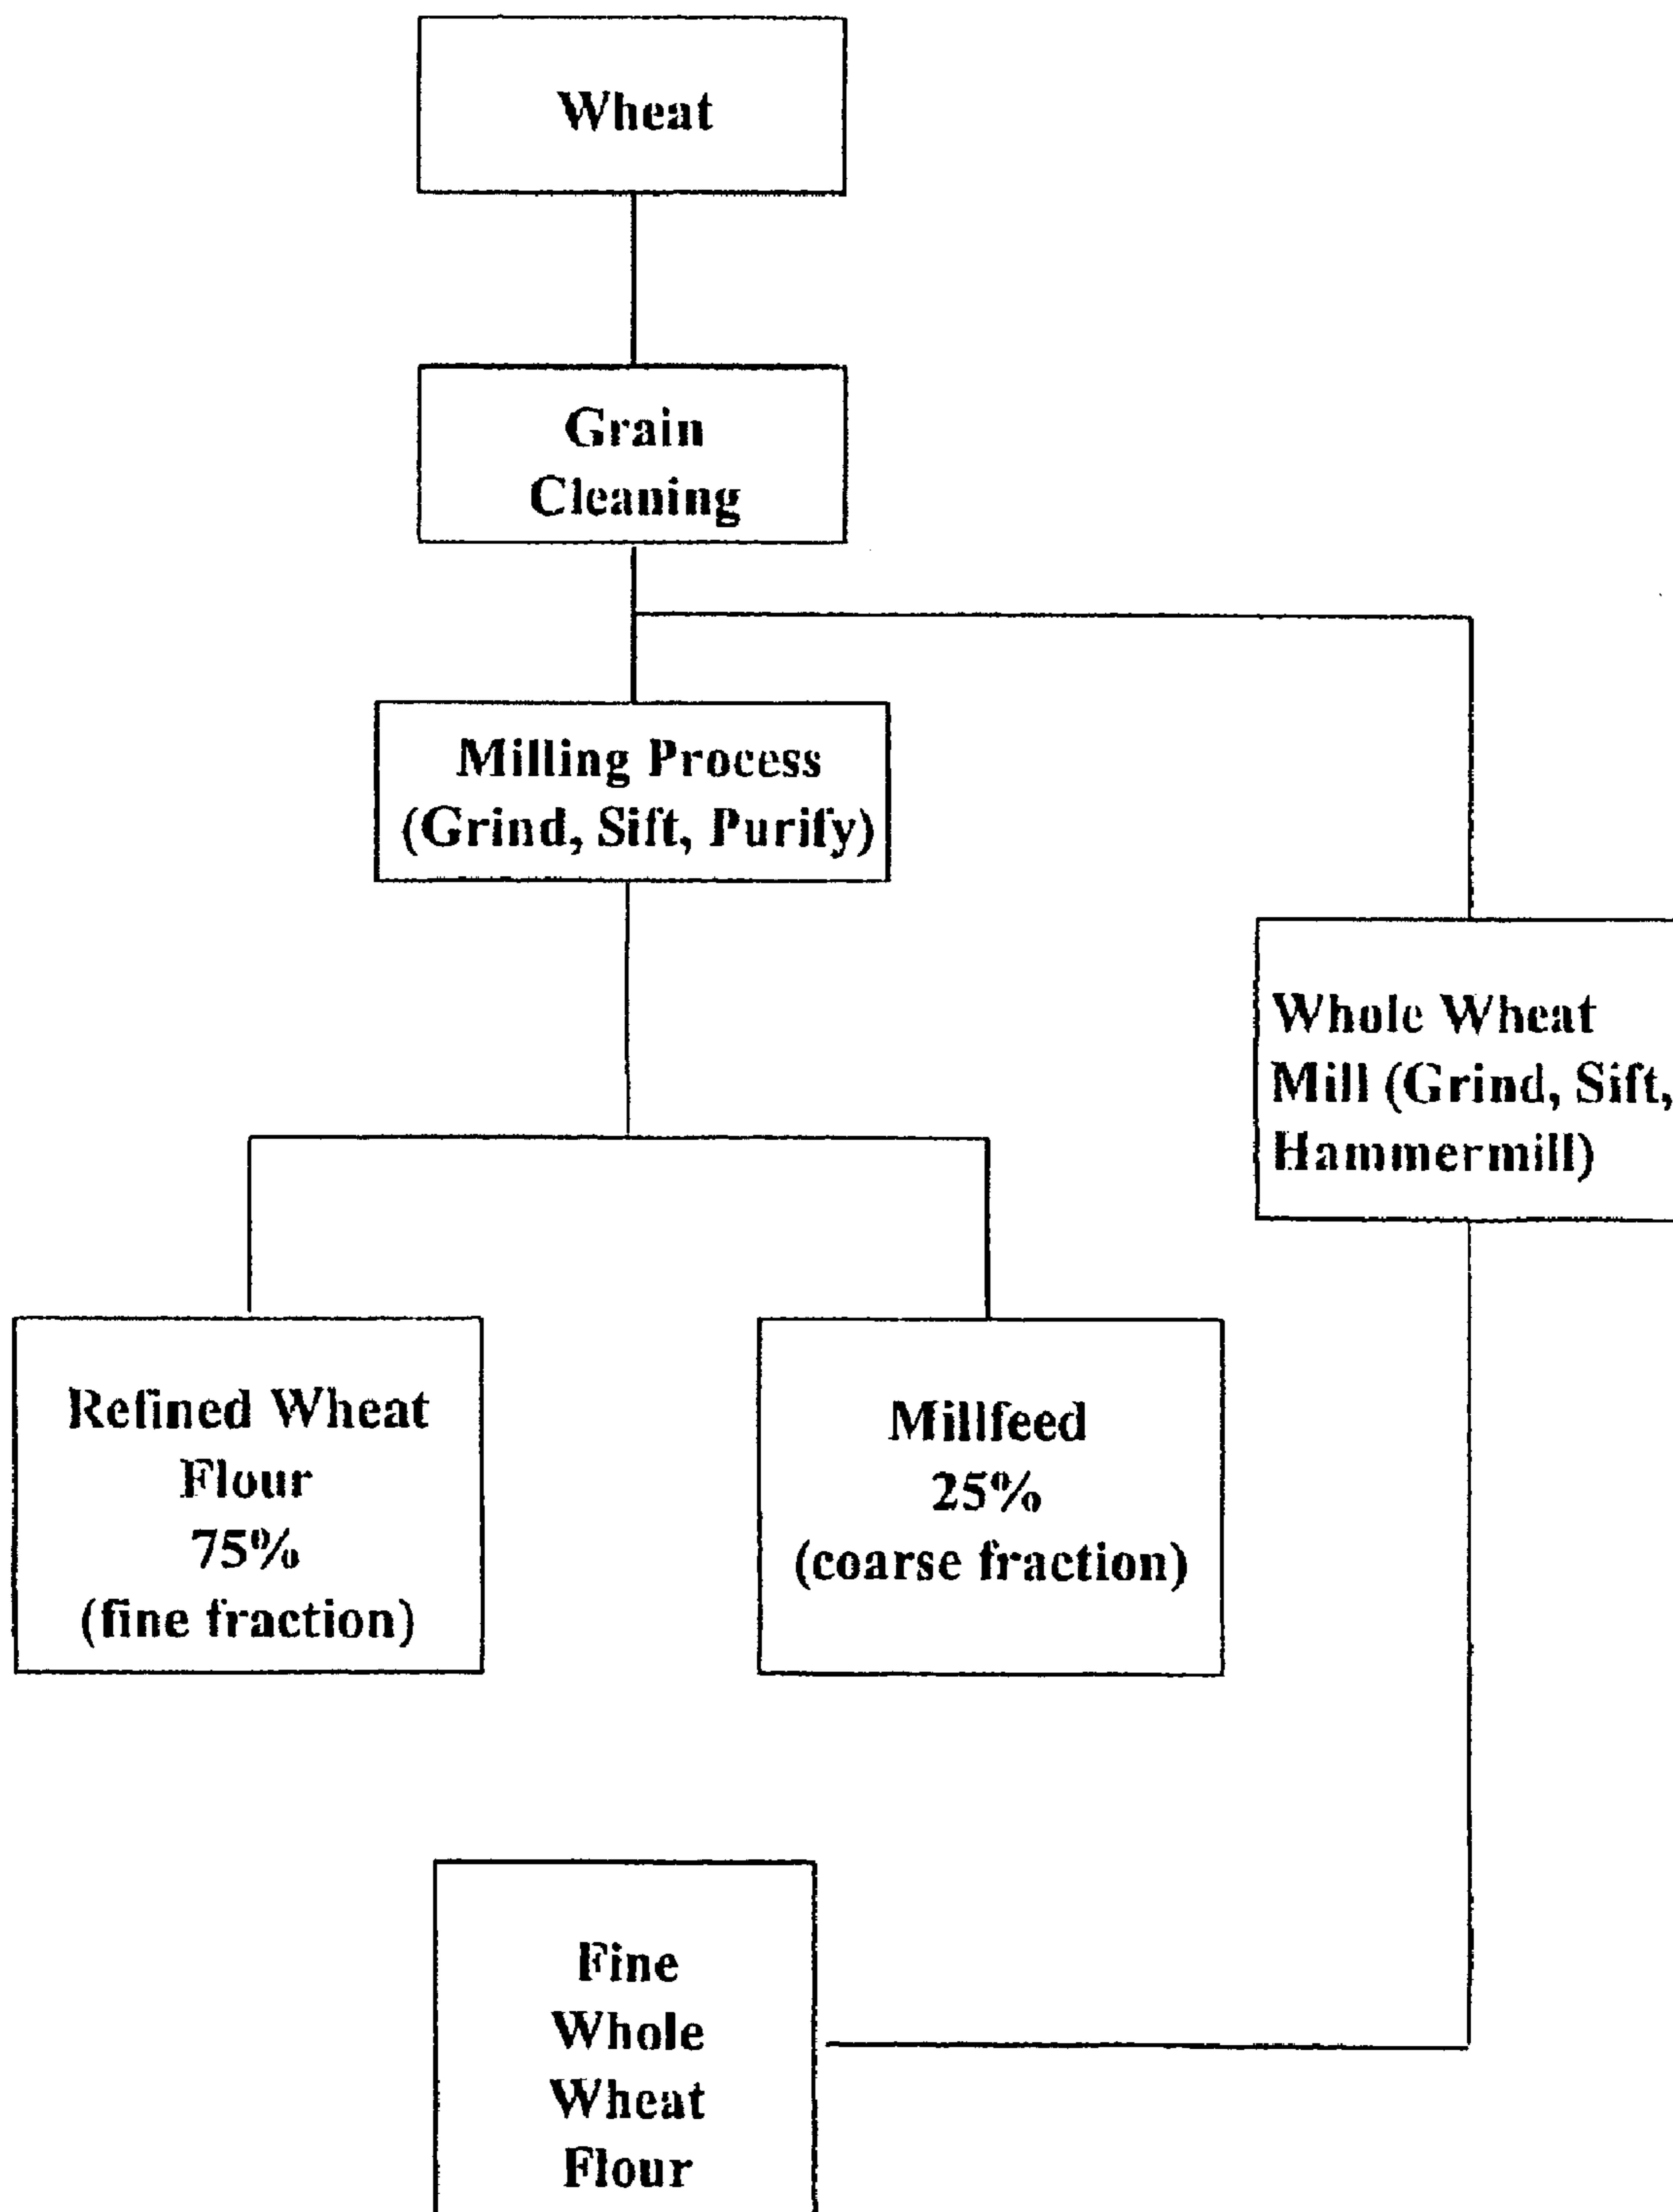 Wheat
Grain
Cleaning
Milling Process
(Grind, Sift, Purify)
Whole Wheat
Mill (Grind, Sift,
Hammermill)
Refined Wheat
Flour
75%
(fine fraction)
Millfeed
25%
(coarse fraction)
Fine
Whole
Wheat
Flour